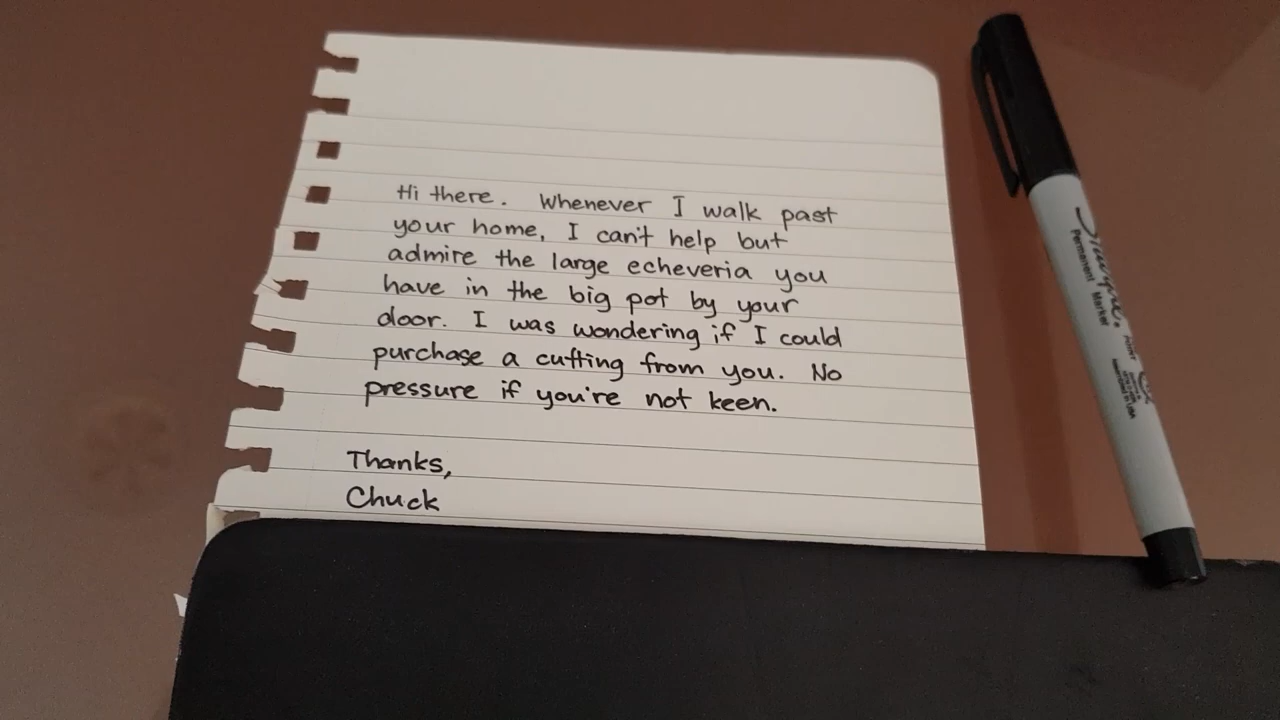 Hi there. Whenever I walk past
your home, I can't help but
admire the large echeveria you
have in the big pot by your
door. I was wondering if I could
purchase a cutting from you. No
pressure if you're not keen.
Thanks,
Chuck
Sharpie.
Permanent Marker